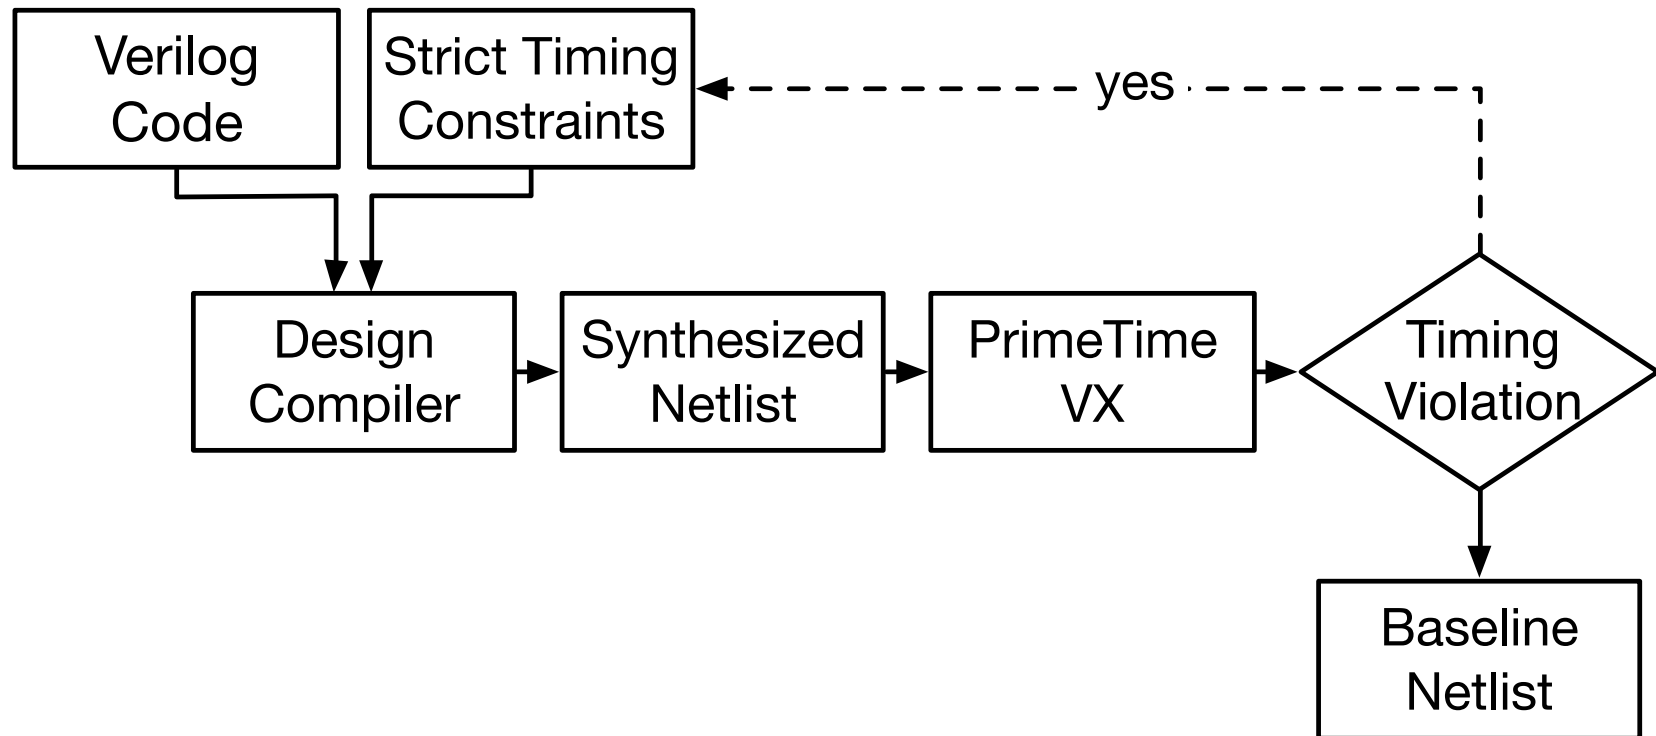 Verilog
Code
Strict Timing
Constraints
yes
Design
Compiler
Synthesized
Netlist
PrimeTime
VX
Timing
Violation
Baseline
Netlist